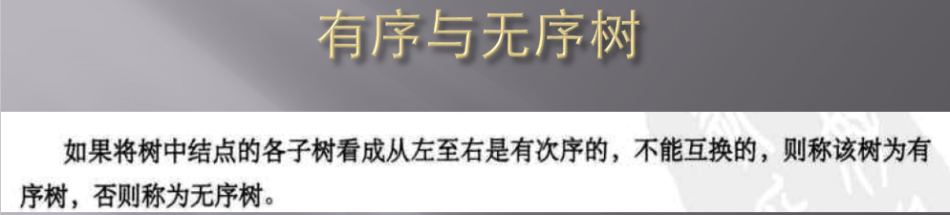 有序与无序树
如果将树中结点的各子树看成从左至右是有次序的，不能互换的，则称该树为有
序树，否则称为无序树。